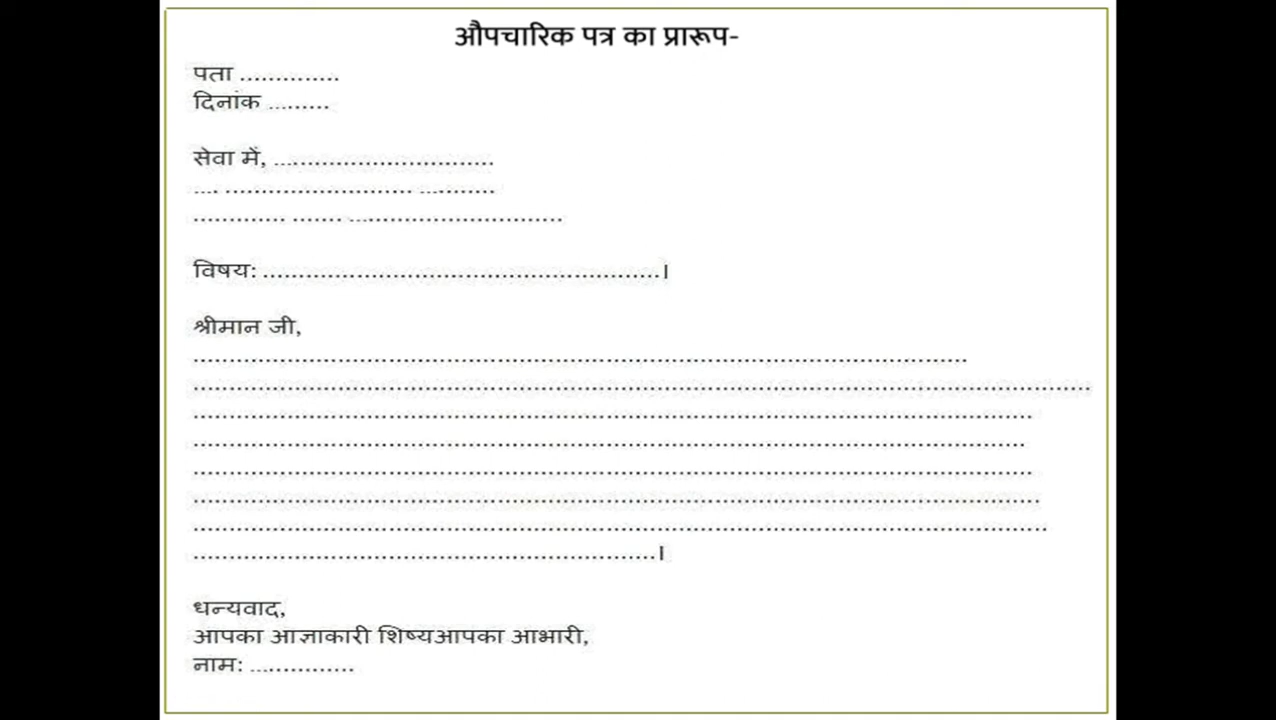 औपचारिक पत्र का प्रारूप-
पता ..............
दिनांक .........
सेवा में, ...............................
.... .......................... ...........
............. ....... ..............................
विषय: .......................................................।
श्रीमान जी,
...........................................................................................................
............................................................................................................................
....................................................................................................................
...................................................................................................................
....................................................................................................................
.....................................................................................................................
......................................................................................................................
................................................................।
धन्यवाद,
आपका आज्ञाकारी शिष्यआपका आभारी,
नाम: ...............